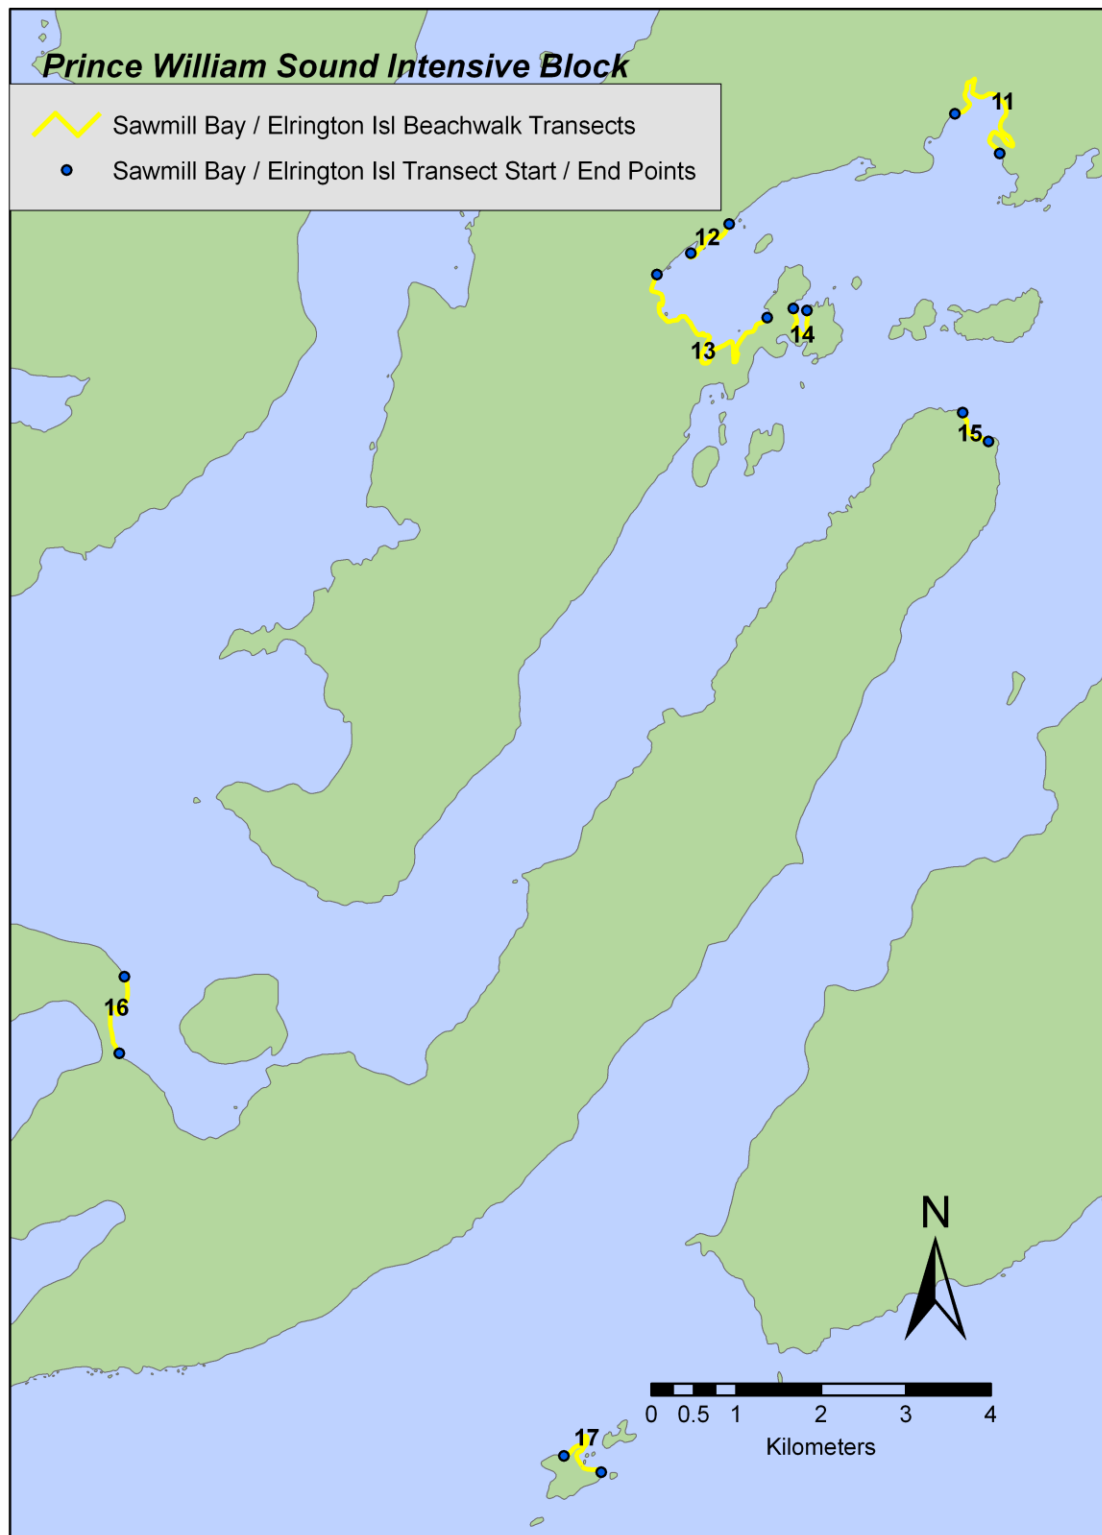 Prince William Sound Intensive Block
Sawmill Bay / Elrington Isl Beachwalk Transects
Sawmill Bay / Elrington Isl Transect Start / End Points
11
12
13
14
15
16
N
0 0.5 1 2 3 4
Kilometers
17